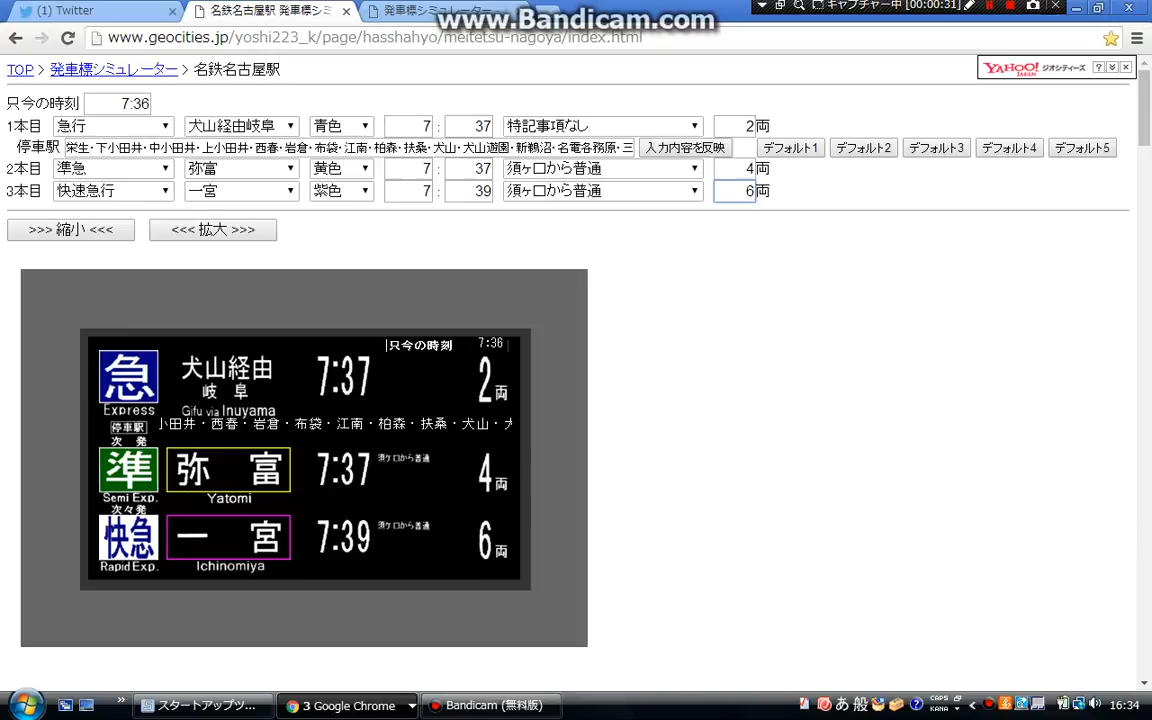 (1) Twitter
名鉄名古屋駅 発車標シミ
発車標シミュレーター
www.Bandicam.com
キャプチャー中 [00:00:31]
www.geocities.jp/yoshi223_k/page/hasshahyo/meitetsu-nagoya/index.html
TOP > 発車標シミュレーター > 名鉄名古屋駅
YAHOO! JAPAN ジオシティーズ
只今の時刻 7:36
1本目 急行 犬山経由岐阜 青色 7 : 37 特記事項なし 2両
停車駅 栄生・下小田井・中小田井・上小田井・西春・岩倉・布袋・江南・柏森・扶桑・犬山・犬山遊園・新鵜沼・名電各務原・三 入力内容を反映 デフォルト1 デフォルト2 デフォルト3 デフォルト4 デフォルト5
2本目 準急 弥富 黄色 7 : 37 須ヶ口から普通 4両
3本目 快速急行 一宮 紫色 7 : 39 須ヶ口から普通 6両
>>> 縮小 <<< <<< 拡大 >>>
只今の時刻 7:36
急 犬山経由 7:37 2両
岐阜
Express Gifu via Inuyama
停車駅 小田井・西春・岩倉・布袋・江南・柏森・扶桑・犬山・
次発
準 弥富 7:37 須ヶ口から普通 4両
Semi Exp. Yatomi
次々発
快急 一宮 7:39 須ヶ口から普通 6両
Rapid Exp. Ichinomiya
スタートアップツ... 3 Google Chrome Bandicam (無料版) あ 般 CAPS KANA 16:34